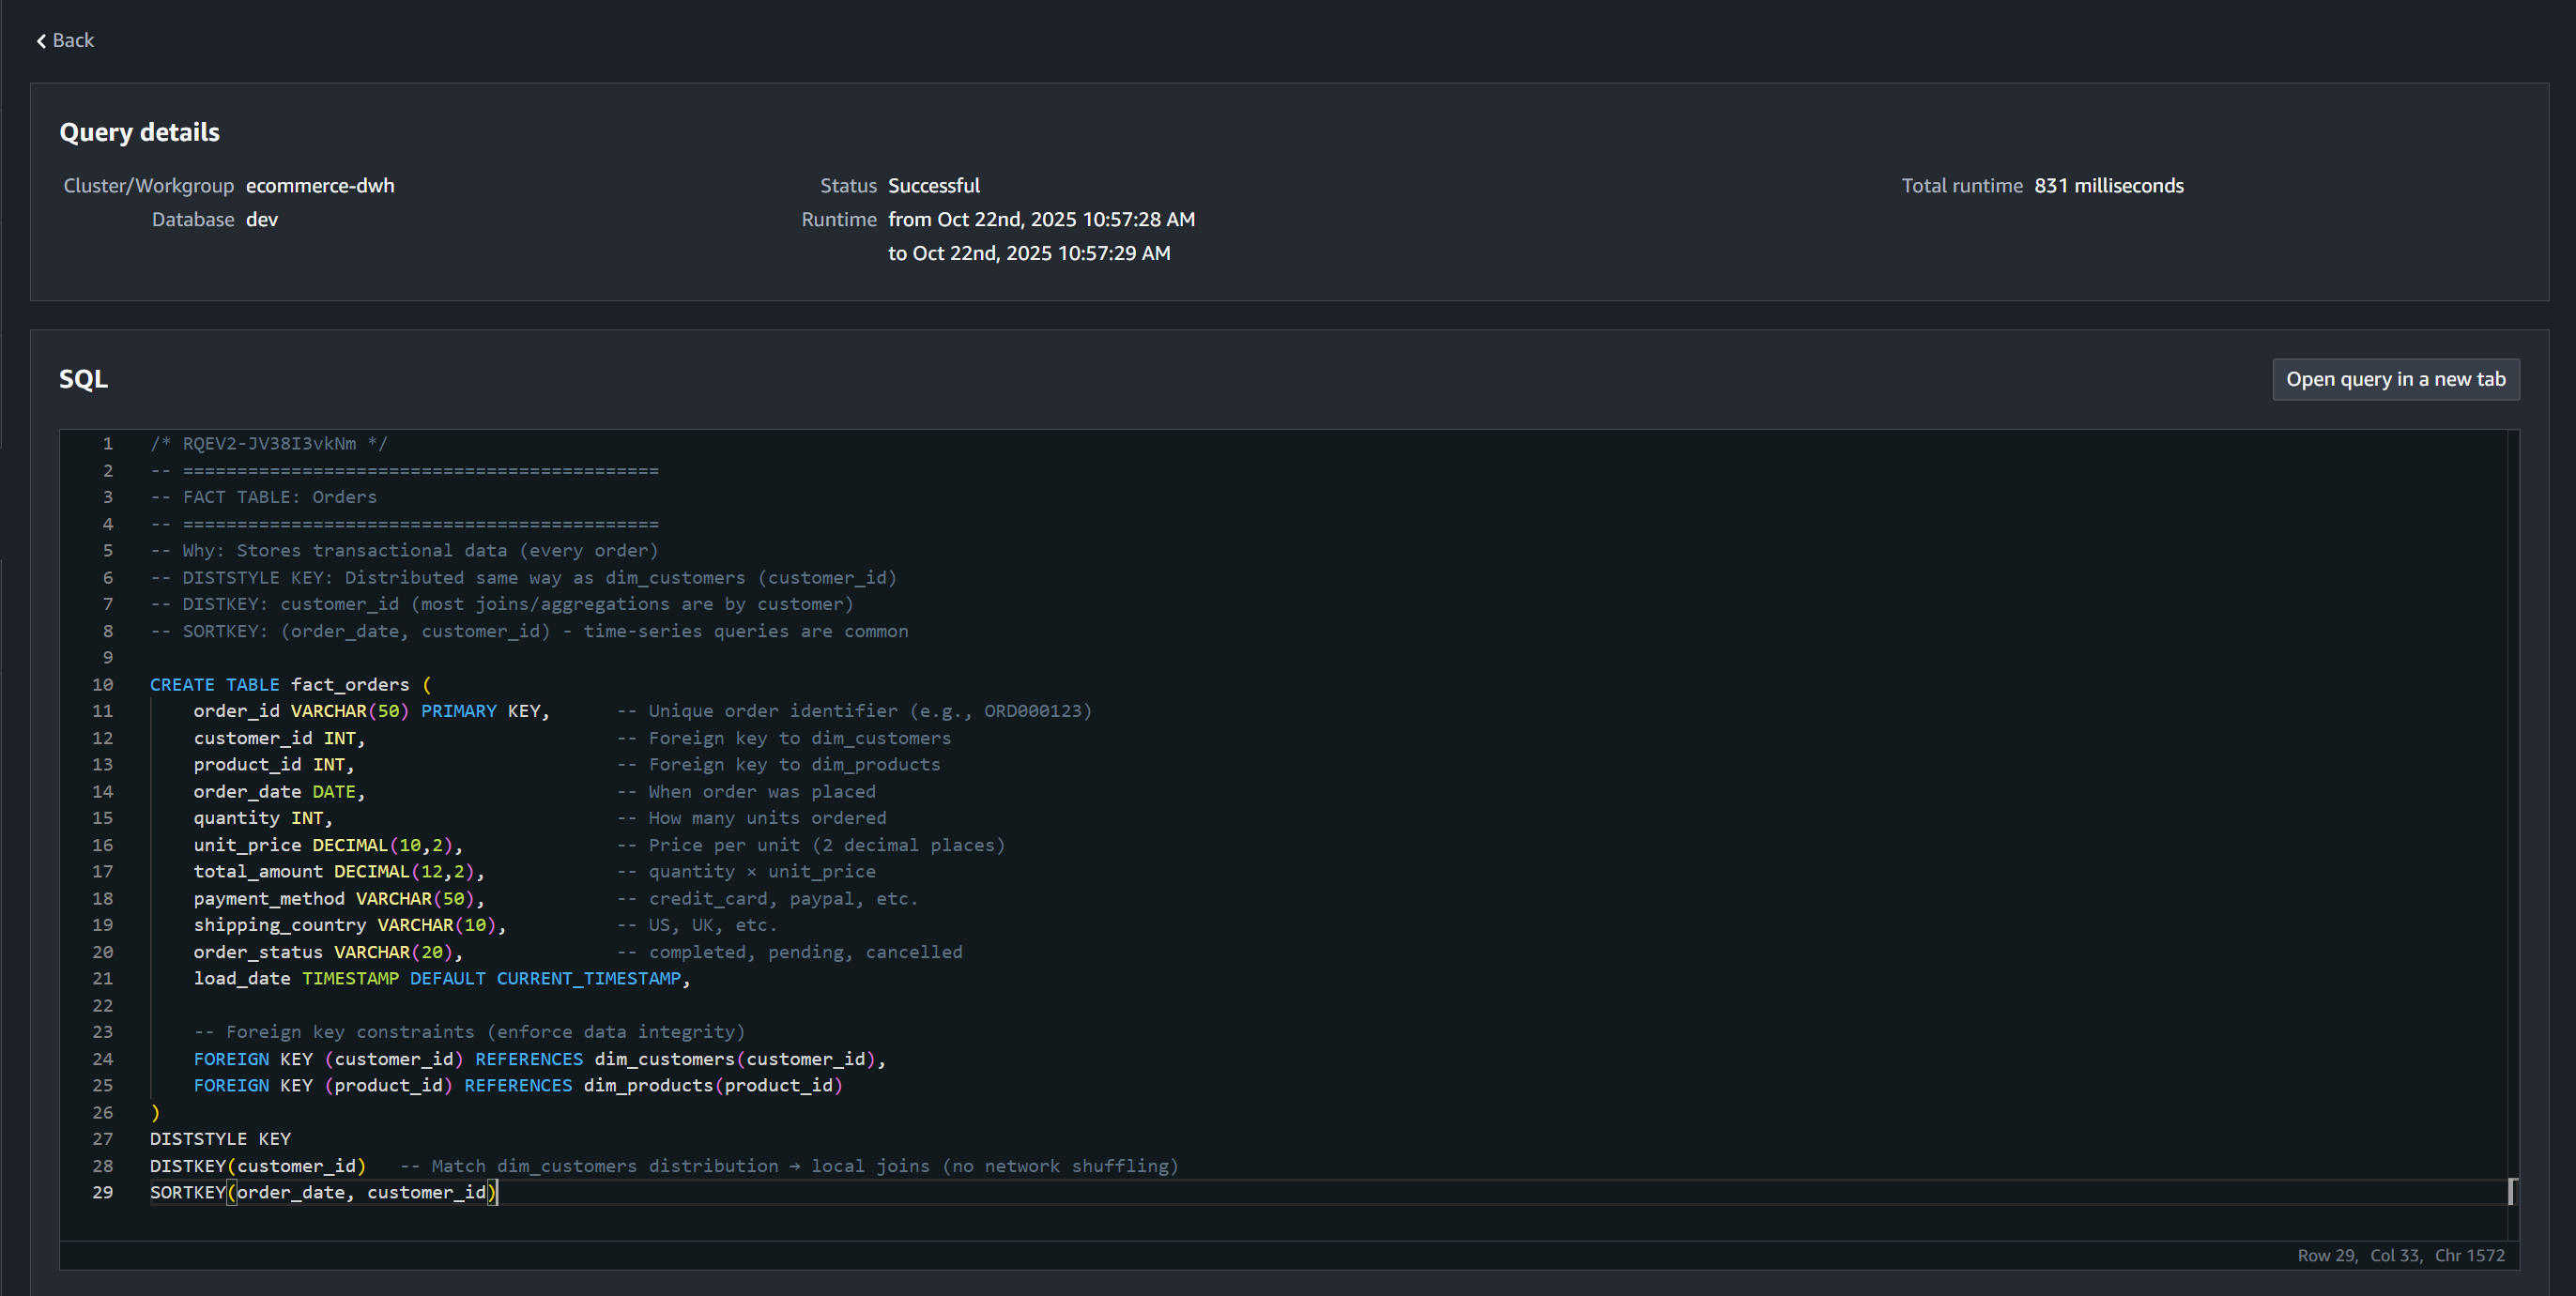 Back
Query details
Cluster/Workgroup ecommerce-dwh
Database dev
Status Successful
Runtime from Oct 22nd, 2025 10:57:28 AM
to Oct 22nd, 2025 10:57:29 AM
Total runtime 831 milliseconds
SQL
Open query in a new tab
1 /* RQEV2-JV38I3vkNm */
2 -- ============================================
3 -- FACT TABLE: Orders
4 -- ============================================
5 -- Why: Stores transactional data (every order)
6 -- DISTSTYLE KEY: Distributed same way as dim_customers (customer_id)
7 -- DISTKEY: customer_id (most joins/aggregations are by customer)
8 -- SORTKEY: (order_date, customer_id) - time-series queries are common
9
10 CREATE TABLE fact_orders (
11 order_id VARCHAR(50) PRIMARY KEY, -- Unique order identifier (e.g., ORD000123)
12 customer_id INT, -- Foreign key to dim_customers
13 product_id INT, -- Foreign key to dim_products
14 order_date DATE, -- When order was placed
15 quantity INT, -- How many units ordered
16 unit_price DECIMAL(10,2), -- Price per unit (2 decimal places)
17 total_amount DECIMAL(12,2), -- quantity × unit_price
18 payment_method VARCHAR(50), -- credit_card, paypal, etc.
19 shipping_country VARCHAR(10), -- US, UK, etc.
20 order_status VARCHAR(20), -- completed, pending, cancelled
21 load_date TIMESTAMP DEFAULT CURRENT_TIMESTAMP,
22
23 -- Foreign key constraints (enforce data integrity)
24 FOREIGN KEY (customer_id) REFERENCES dim_customers(customer_id),
25 FOREIGN KEY (product_id) REFERENCES dim_products(product_id)
26 )
27 DISTSTYLE KEY
28 DISTKEY(customer_id) -- Match dim_customers distribution → local joins (no network shuffling)
29 SORTKEY(order_date, customer_id)
Row 29, Col 33, Chr 1572